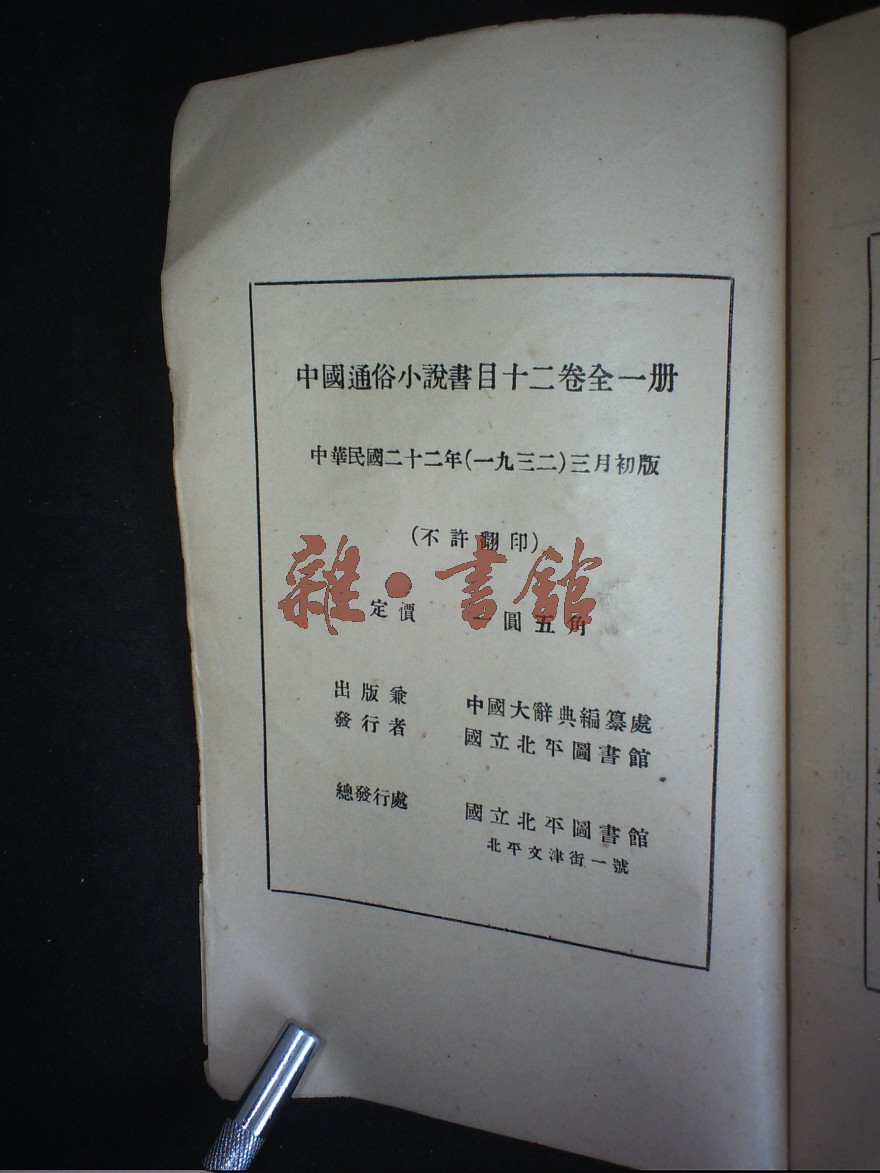 中國通俗小說書目十二卷全一册
中華民國二十二年(一九三二)三月初版
(不許翻印)
雜·書館
定價 一圓五角
出版兼 中國大辭典編纂處
發行者 國立北平圖書館
總發行處 國立北平圖書館
北平文津街一號